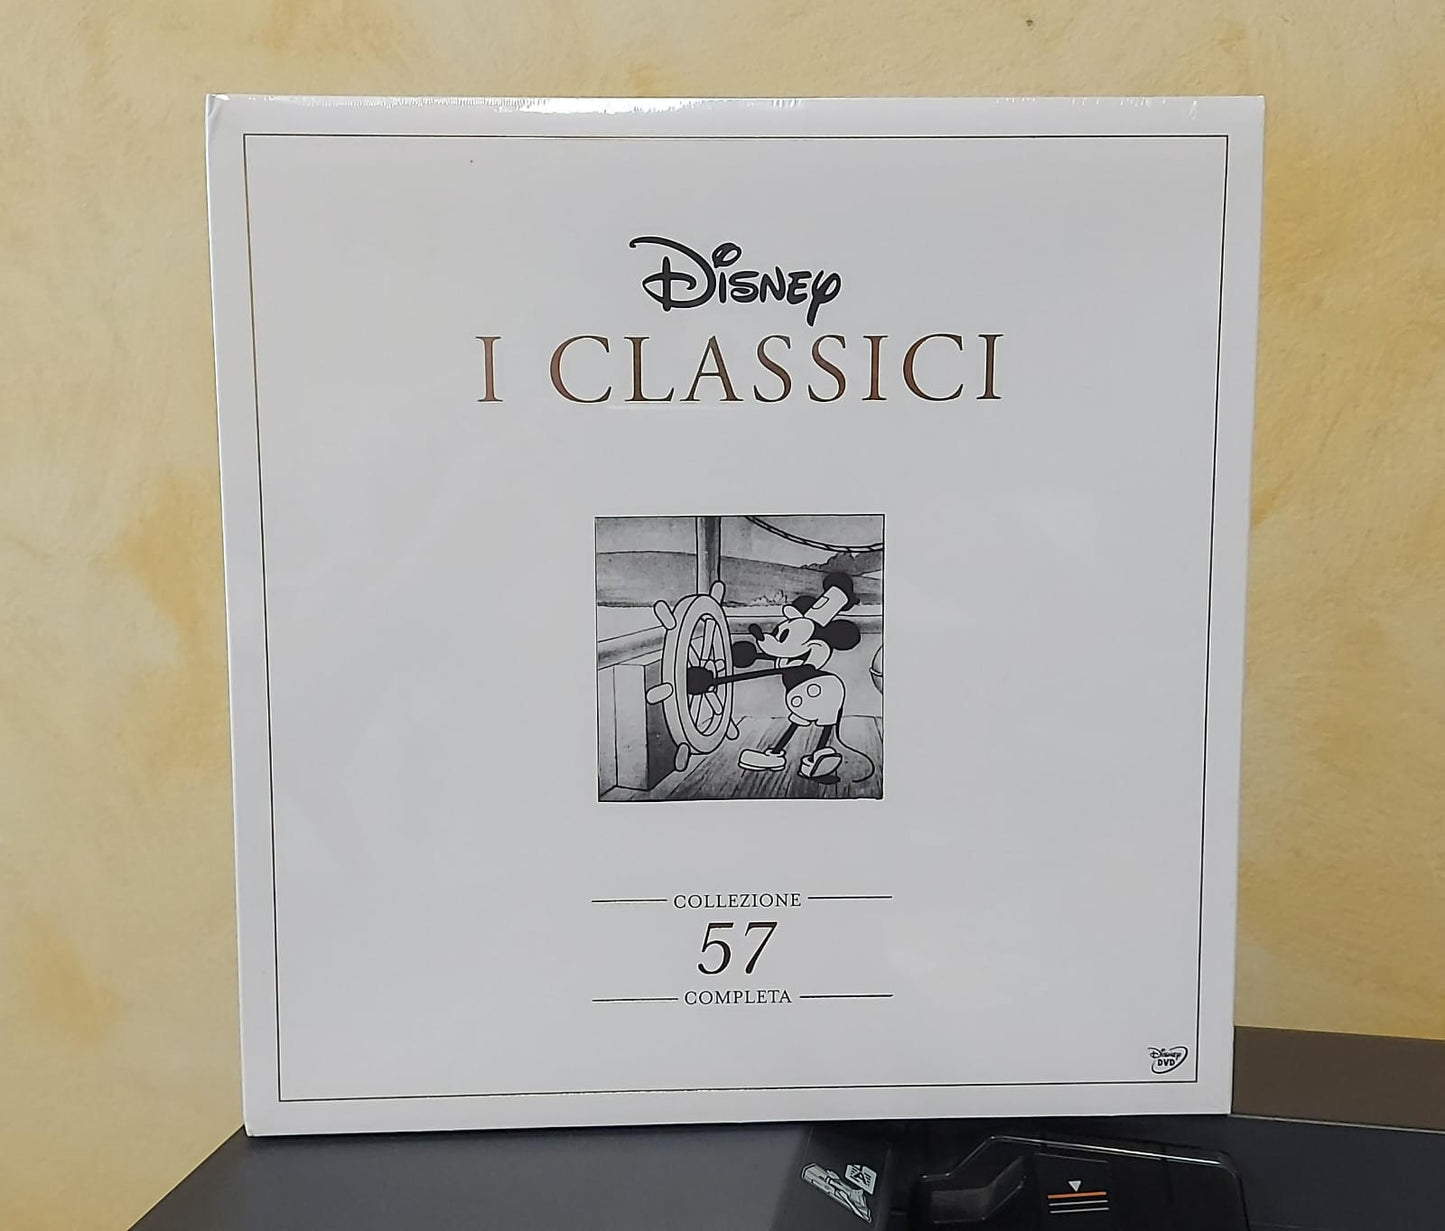 Disney
I CLASSICI
COLLEZIONE
57
COMPLETA
Disney
DVD